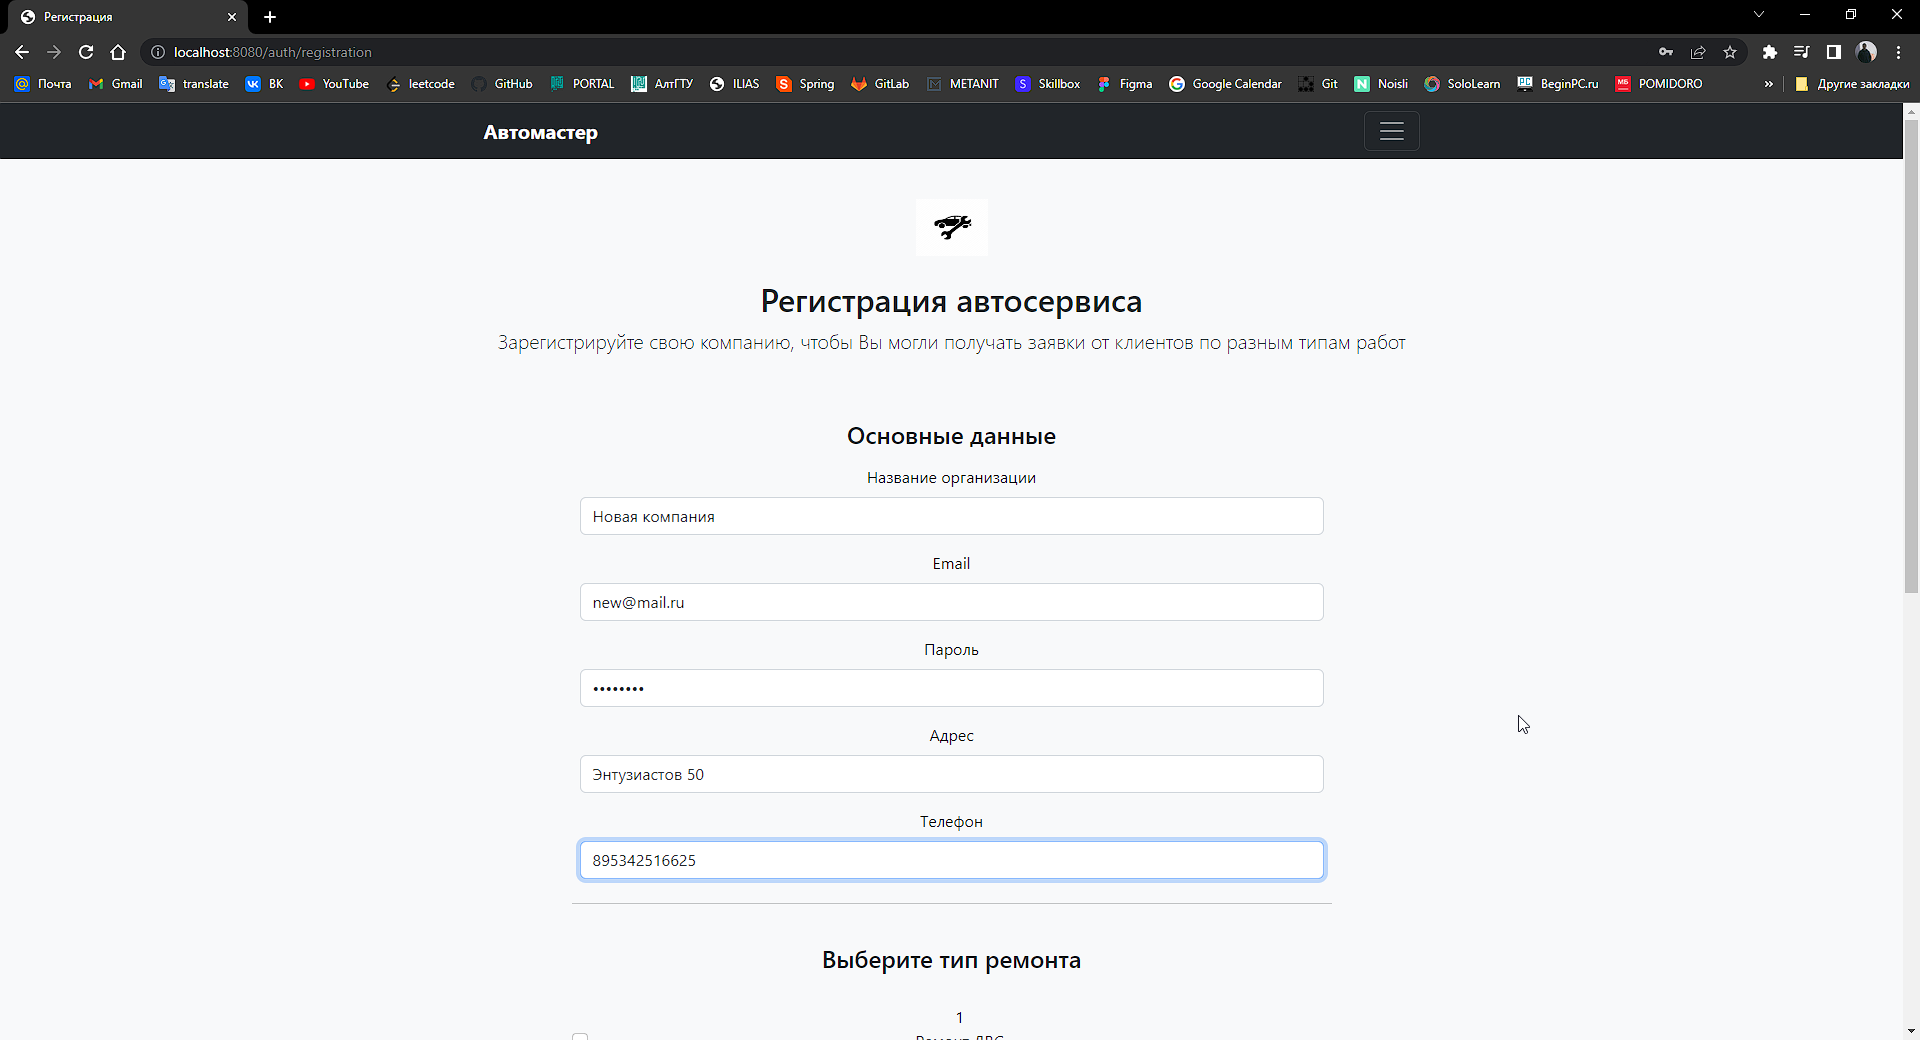 Регистрация
localhost:8080/auth/registration
Почта Gmail translate ВК YouTube leetcode GitHub PORTAL АлтГТУ ILIAS Spring GitLab METANIT Skillbox Figma Google Calendar Git Noisli SoloLearn BeginPC.ru POMIDORO » Другие закладки
Автомастер
Регистрация автосервиса
Зарегистрируйте свою компанию, чтобы Вы могли получать заявки от клиентов по разным типам работ
Основные данные
Название организации
Новая компания
Email
new@mail.ru
Пароль
••••••••
Адрес
Энтузиастов 50
Телефон
895342516625
Выберите тип ремонта
1
Ремонт ДВС